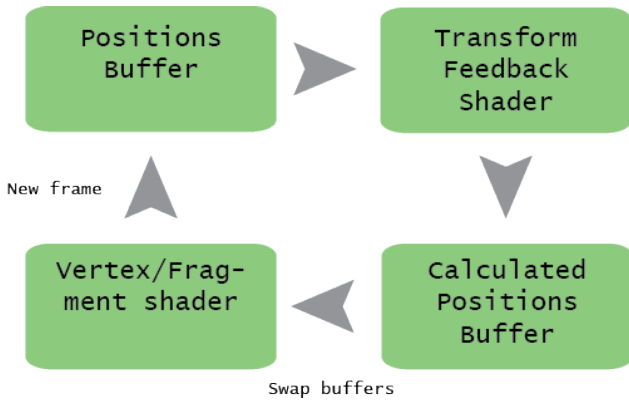 Positions
Buffer
Transform
Feedback
Shader
New frame
Vertex/Frag-
ment shader
Calculated
Positions
Buffer
Swap buffers